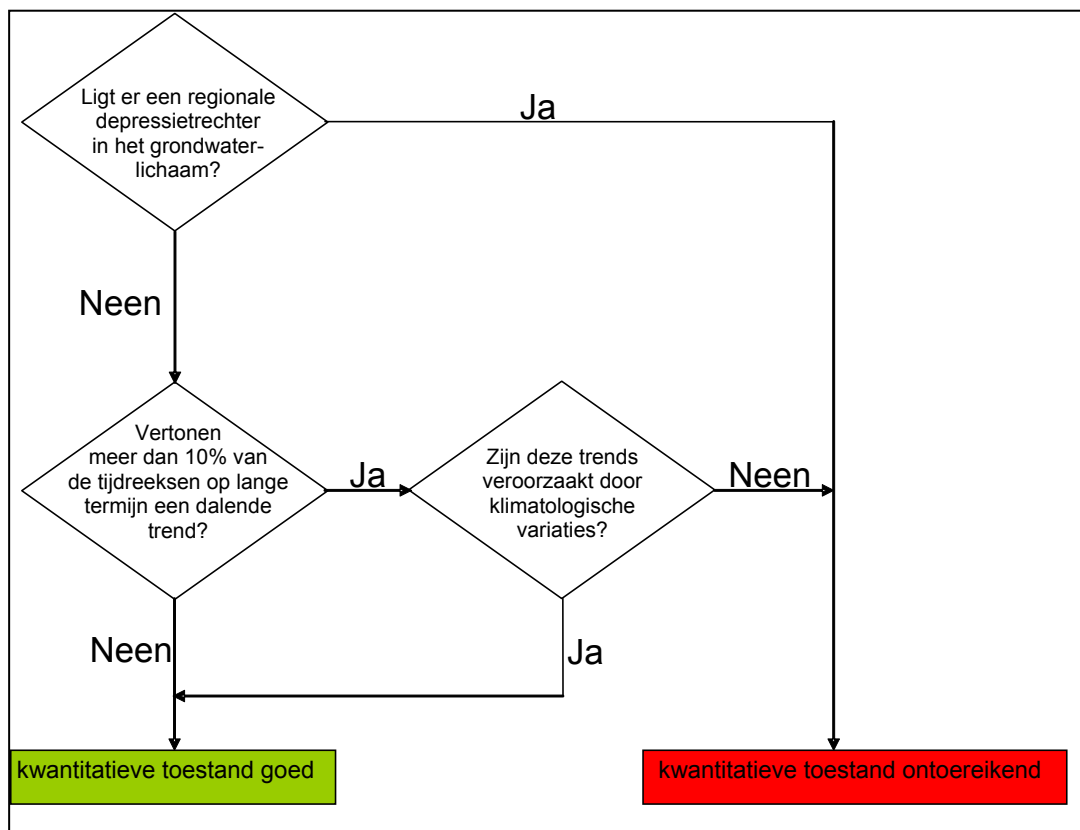 Ligt er een regionale
depressietrechter
in het grondwater-
lichaam?
Ja
Neen
Vertonen
meer dan 10% van
de tijdreeksen op lange
termijn een dalende
trend?
Ja
Zijn deze trends
veroorzaakt door
klimatologische
variaties?
Neen
Neen
Ja
kwantitatieve toestand goed
kwantitatieve toestand ontoereikend